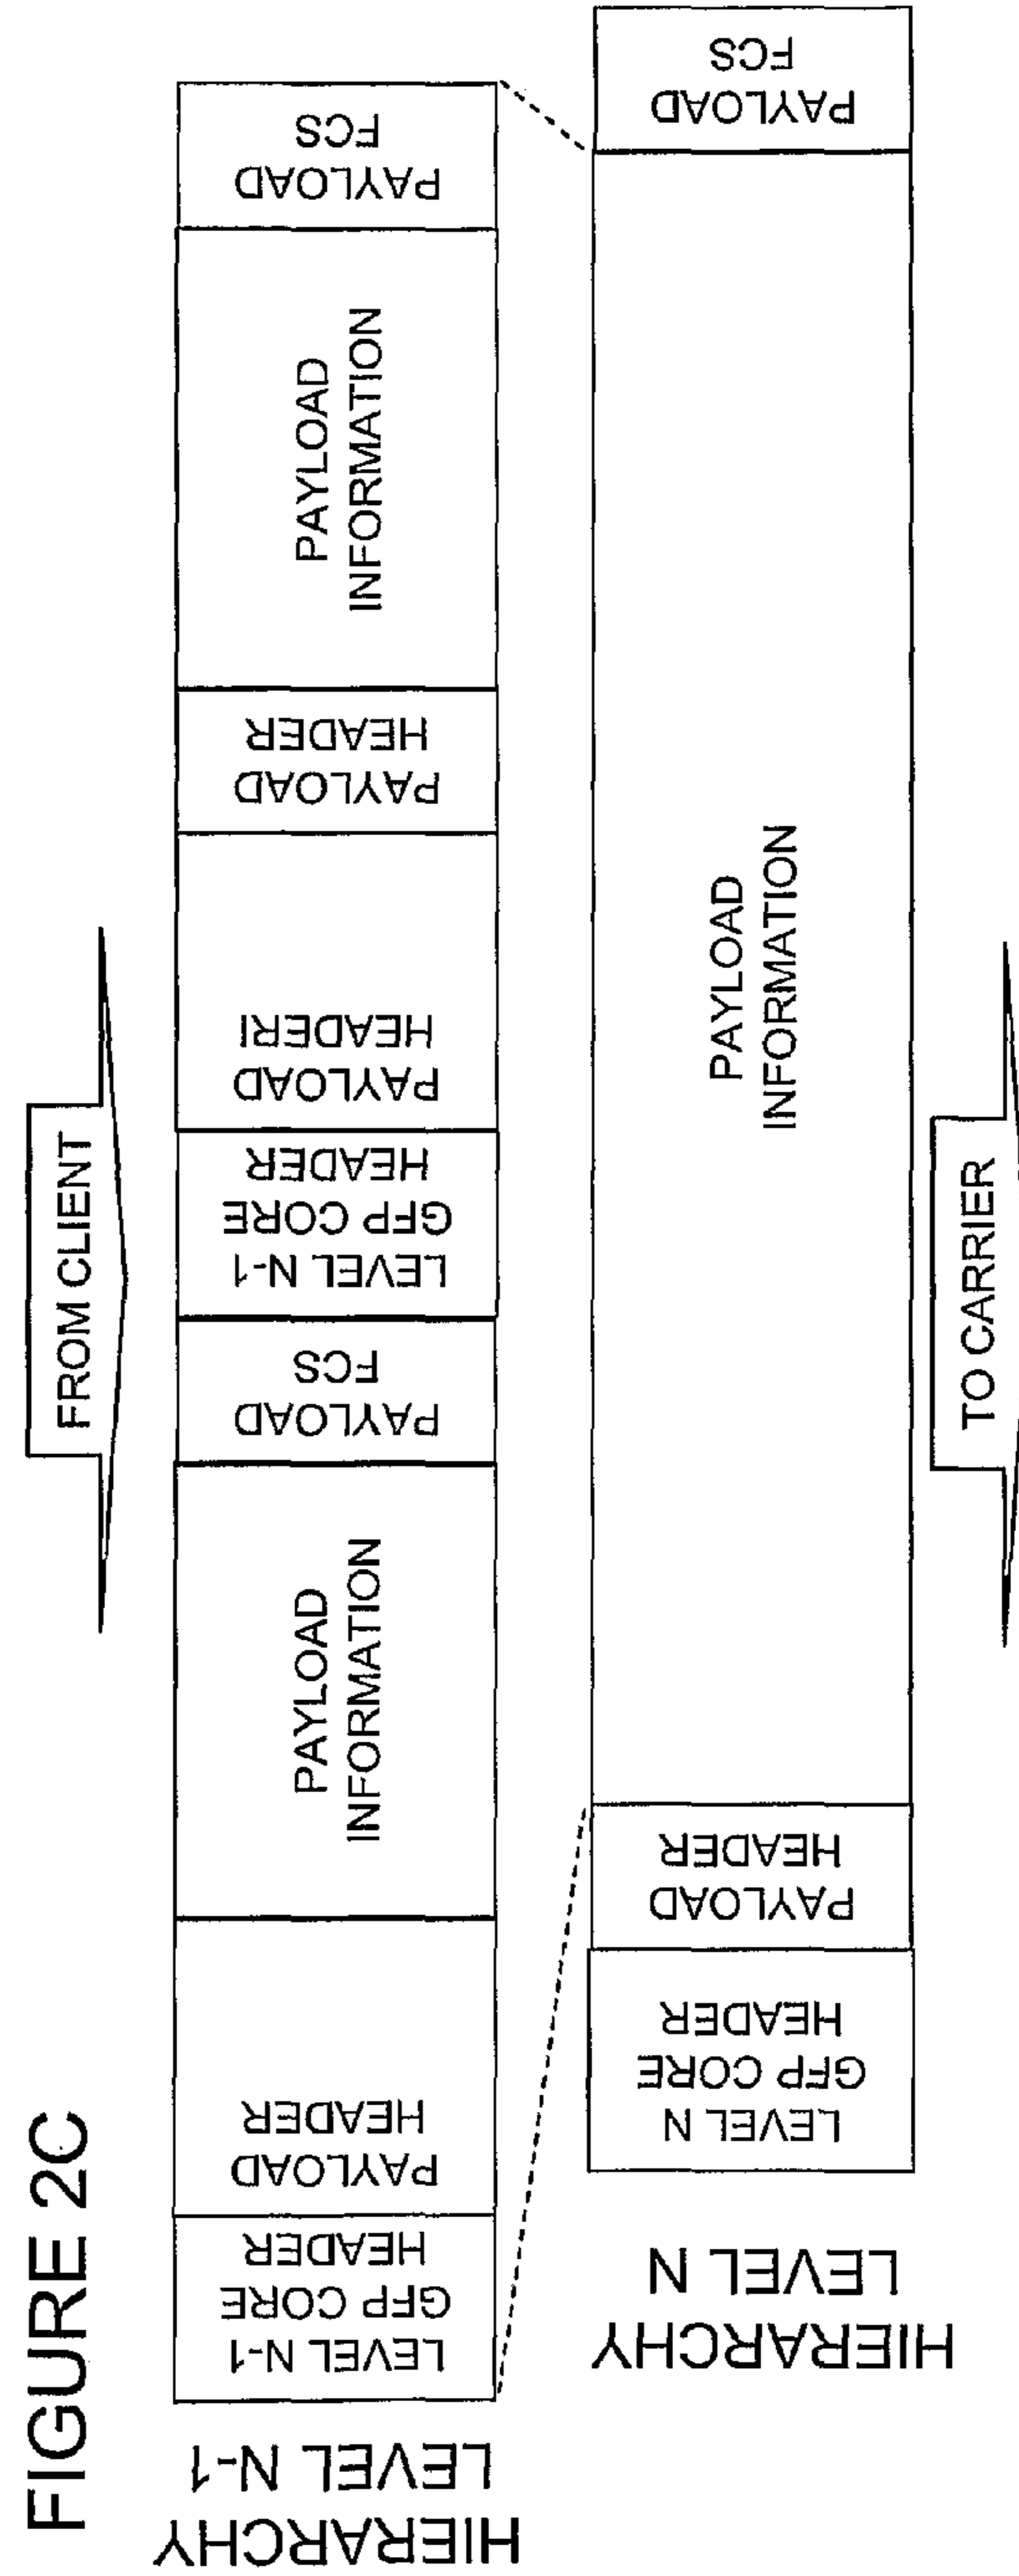 FIGURE 2C
FROM CLIENT
HIERARCHY
LEVEL N-1
LEVEL N-1
GFP CORE
HEADER
PAYLOAD
HEADER
PAYLOAD
INFORMATION
PAYLOAD
FCS
LEVEL N-1
GFP CORE
HEADER
PAYLOAD
HEADERI
PAYLOAD
HEADER
PAYLOAD
INFORMATION
PAYLOAD
FCS
HIERARCHY
LEVEL N
LEVEL N
GFP CORE
HEADER
PAYLOAD
HEADER
PAYLOAD
INFORMATION
PAYLOAD
FCS
TO CARRIER